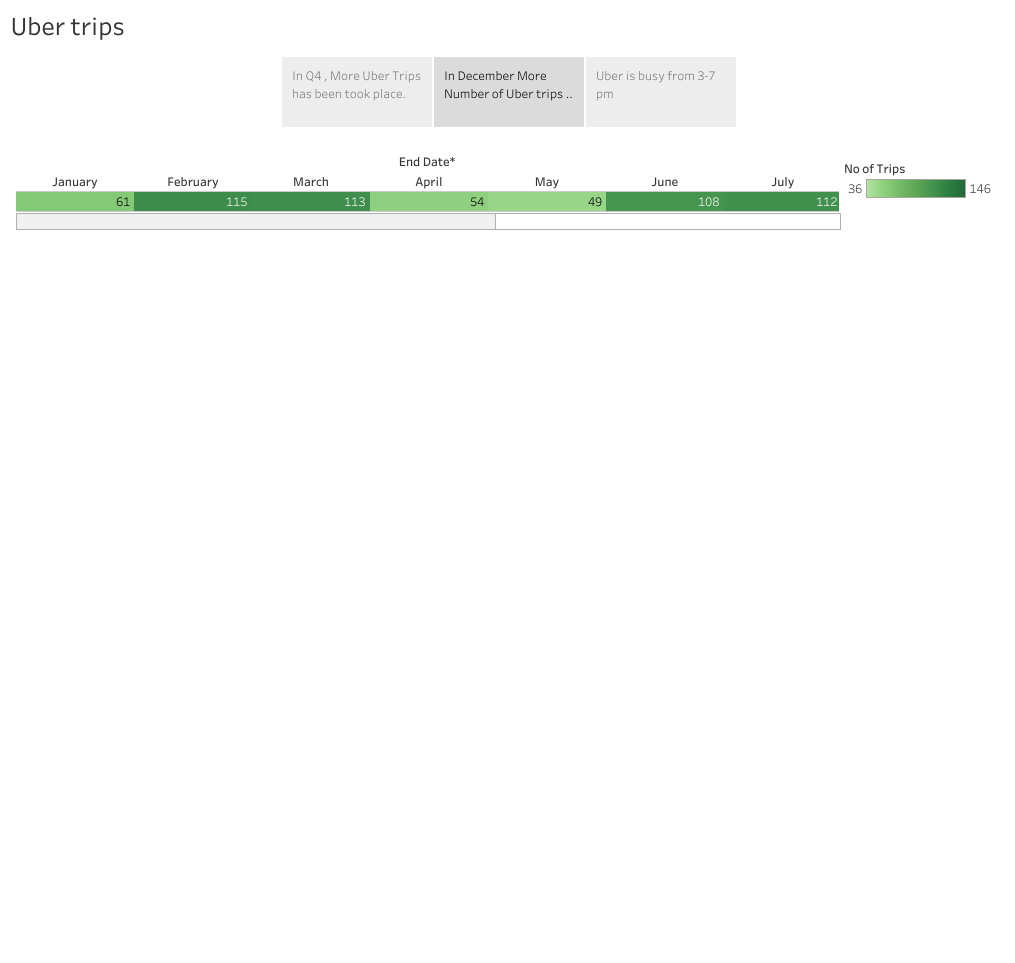 Uber trips
In Q4 , More Uber Trips
has been took place.
In December More
Number of Uber trips ..
Uber is busy from 3-7
pm
End Date*
January February March April May June July
61 115 113 54 49 108 112
No of Trips
36 146